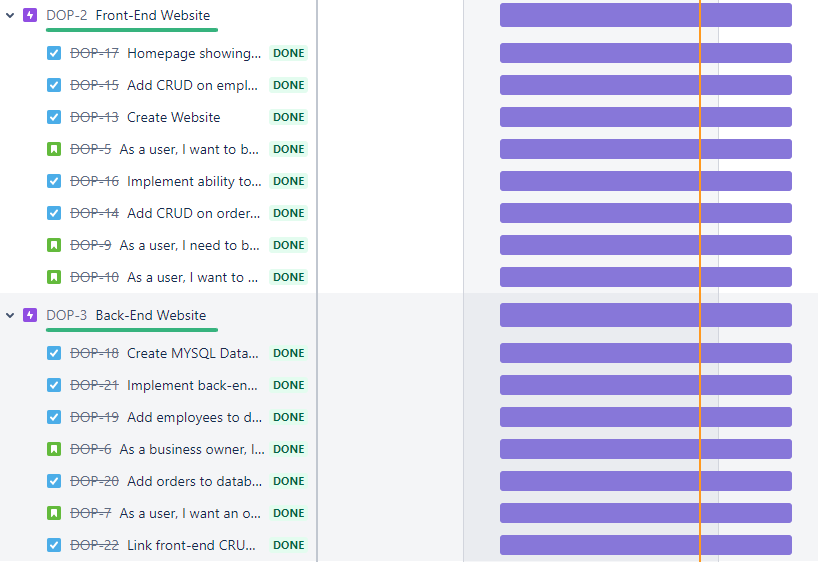 DOP-2 Front-End Website
DOP-17 Homepage showing... DONE
DOP-15 Add CRUD on empl... DONE
DOP-13 Create Website DONE
DOP-5 As a user, I want to b... DONE
DOP-16 Implement ability to... DONE
DOP-14 Add CRUD on order... DONE
DOP-9 As a user, I need to b... DONE
DOP-10 As a user, I want to ... DONE
DOP-3 Back-End Website
DOP-18 Create MYSQL Data... DONE
DOP-21 Implement back-en... DONE
DOP-19 Add employees to d... DONE
DOP-6 As a business owner, I... DONE
DOP-20 Add orders to datab... DONE
DOP-7 As a user, I want an o... DONE
DOP-22 Link front-end CRU... DONE